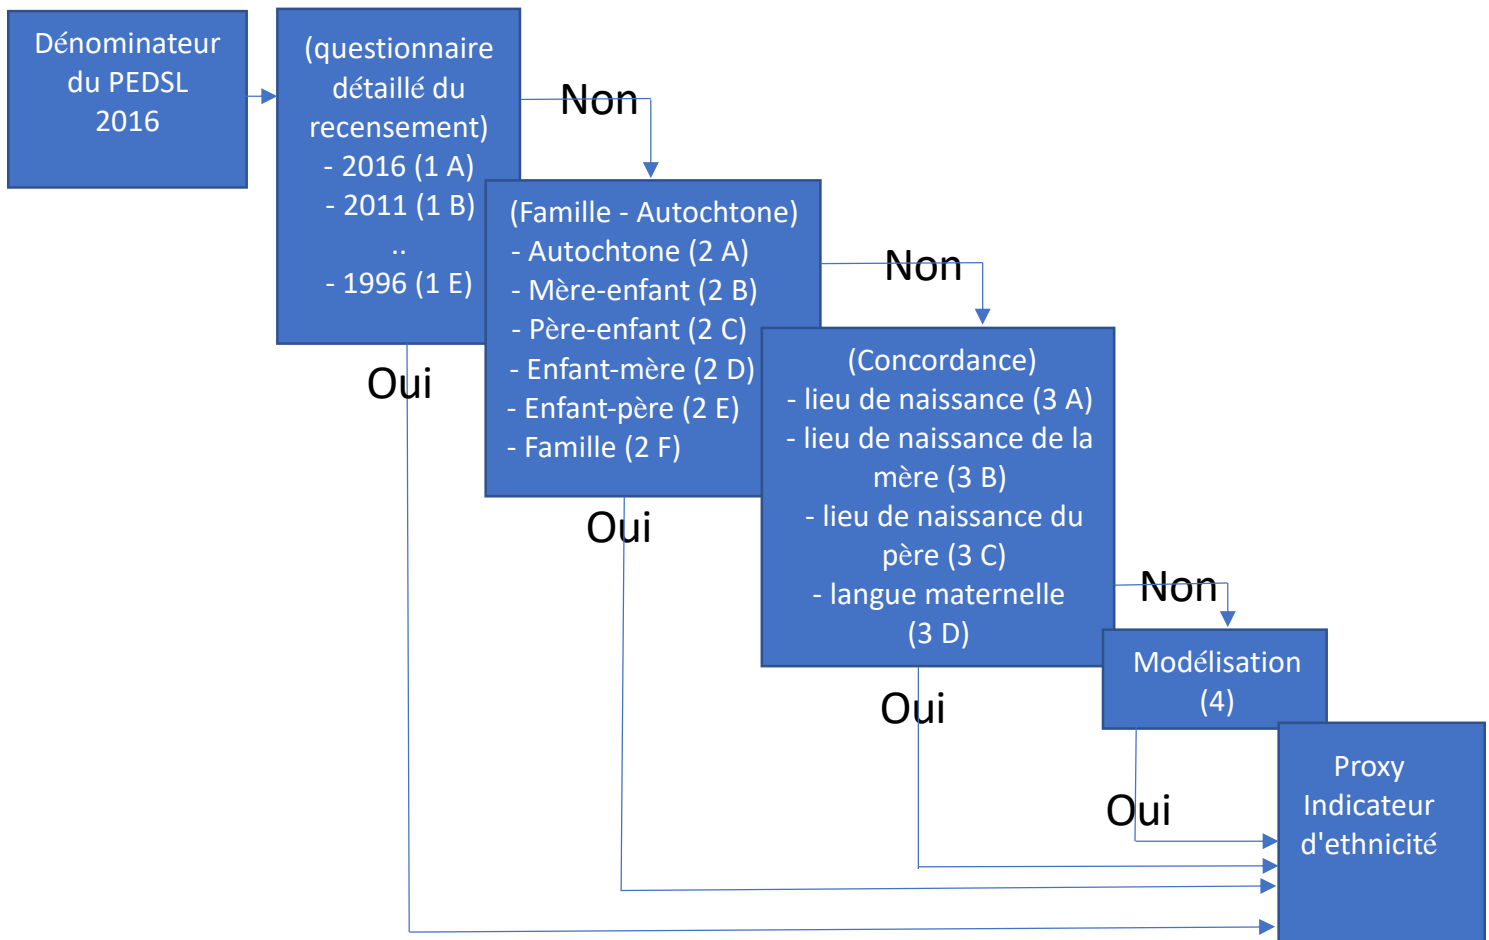 Dénominateur
du PEDSL
2016
(questionnaire
détaillé du
recensement)
- 2016 (1 A)
- 2011 (1 B)
..
- 1996 (1 E)
Non
Oui
(Famille - Autochtone)
- Autochtone (2 A)
- Mère-enfant (2 B)
- Père-enfant (2 C)
- Enfant-mère (2 D)
- Enfant-père (2 E)
- Famille (2 F)
Non
Oui
(Concordance)
- lieu de naissance (3 A)
- lieu de naissance de la
mère (3 B)
- lieu de naissance du
père (3 C)
- langue maternelle
(3 D)
Non
Oui
Modélisation
(4)
Oui
Proxy
Indicateur
d'ethnicité